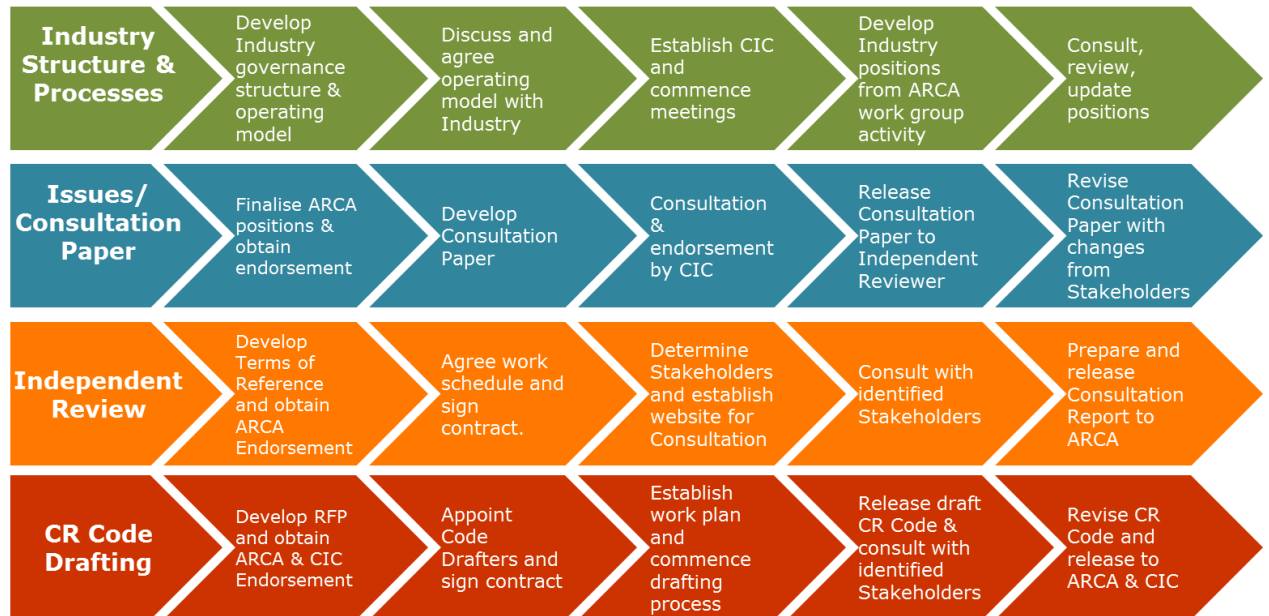 Industry
Structure &
Processes
Develop
Industry
governance
structure &
operating
model
Discuss and
agree
operating
model with
Industry
Establish CIC
and
commence
meetings
Develop
Industry
positions
from ARCA
work group
activity
Consult,
review,
update
positions
Issues/
Consultation
Paper
Finalise ARCA
positions &
obtain
endorsement
Develop
Consultation
Paper
Consultation
&
endorsement
by CIC
Release
Consultation
Paper to
Independent
Reviewer
Revise
Consultation
Paper with
changes
from
Stakeholders
Independent
Review
Develop
Terms of
Reference
and obtain
ARCA
Endorsement
Agree work
schedule and
sign
contract.
Determine
Stakeholders
and establish
website for
Consultation
Consult with
identified
Stakeholders
Prepare and
release
Consultation
Report to
ARCA
CR Code
Drafting
Develop RFP
and obtain
ARCA & CIC
Endorsement
Appoint
Code
Drafters and
sign contract
Establish
work plan
and
commence
drafting
process
Release draft
CR Code &
consult with
identified
Stakeholders
Revise CR
Code and
release to
ARCA & CIC